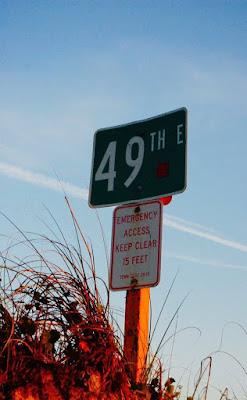 49TH E
EMERGENCY
ACCESS
KEEP CLEAR
15 FEET